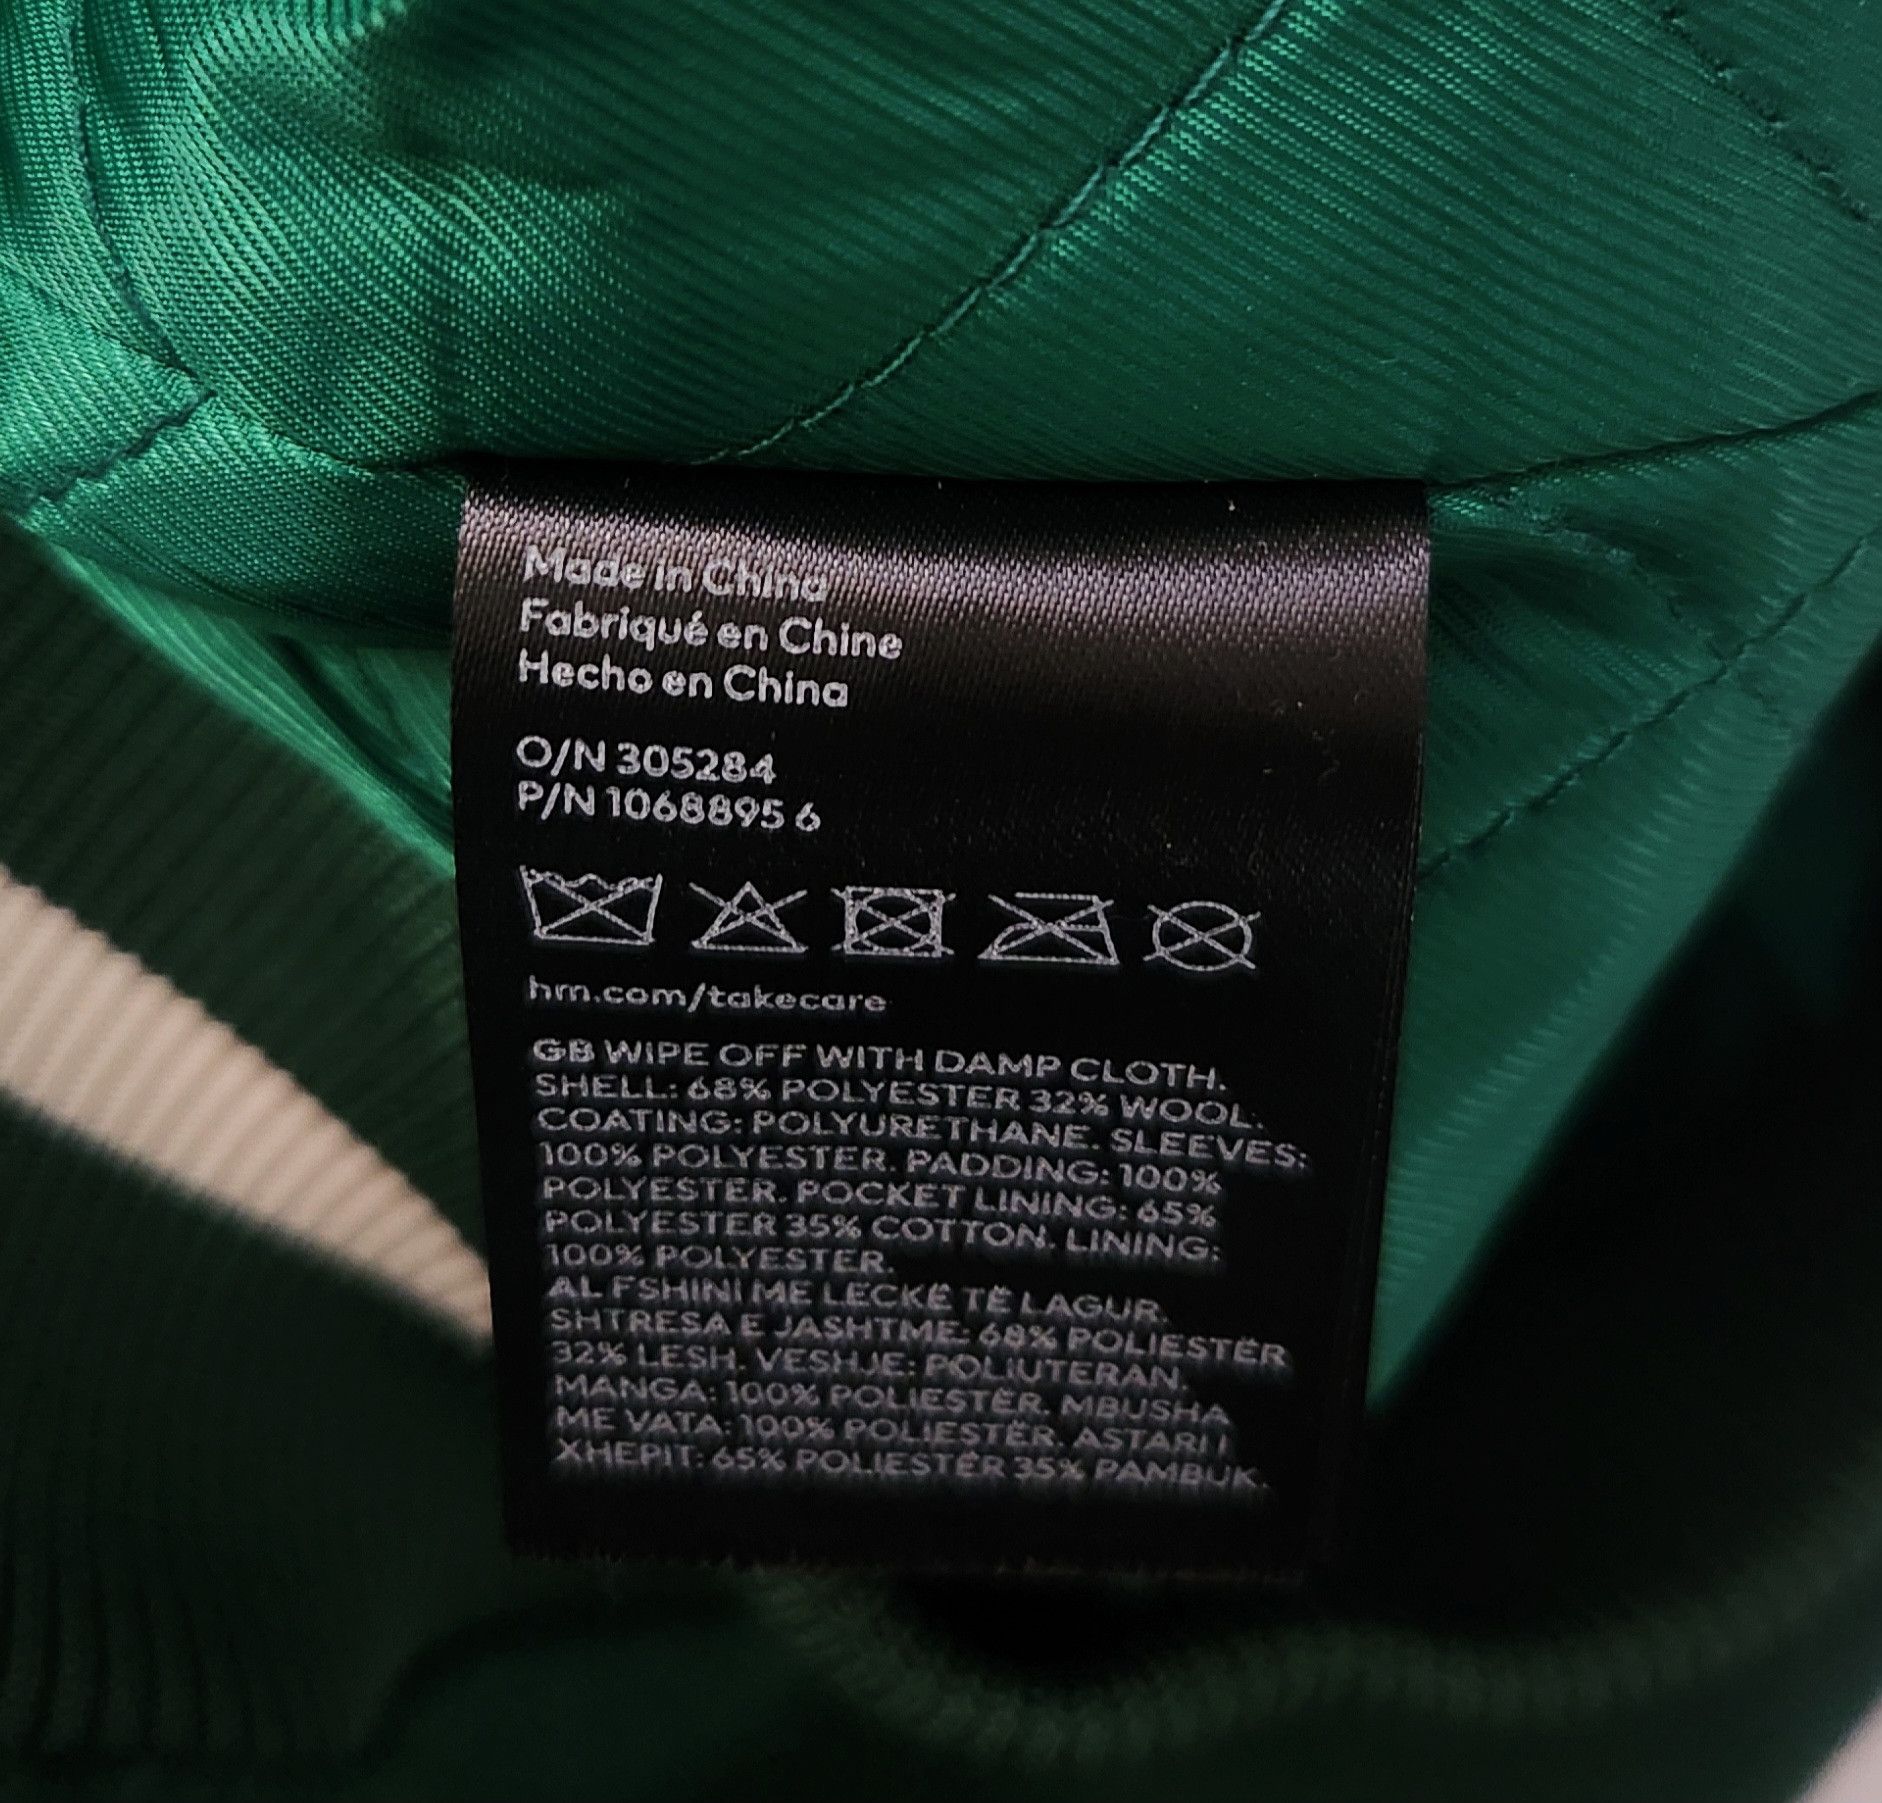 Made in China
Fabriqué en Chine
Hecho en China
O/N 305284
P/N 1068895 6
hm.com/takecare
GB WIPE OFF WITH DAMP CLOTH.
SHELL: 68% POLYESTER 32% WOOL.
COATING: POLYURETHANE. SLEEVES:
100% POLYESTER. PADDING: 100%
POLYESTER. POCKET LINING: 65%
POLYESTER 35% COTTON. LINING:
100% POLYESTER.
AL FSHINI ME LECKË TË LAGUR.
SHTRESA E JASHTME: 68% POLIESTËR
32% LESH. VESHJE: POLIUTERAN.
MANGA: 100% POLIESTËR. MBUSHA
ME VATA: 100% POLIESTËR. ASTARI I
XHEPIT: 65% POLIESTËR 35% PAMBUK.